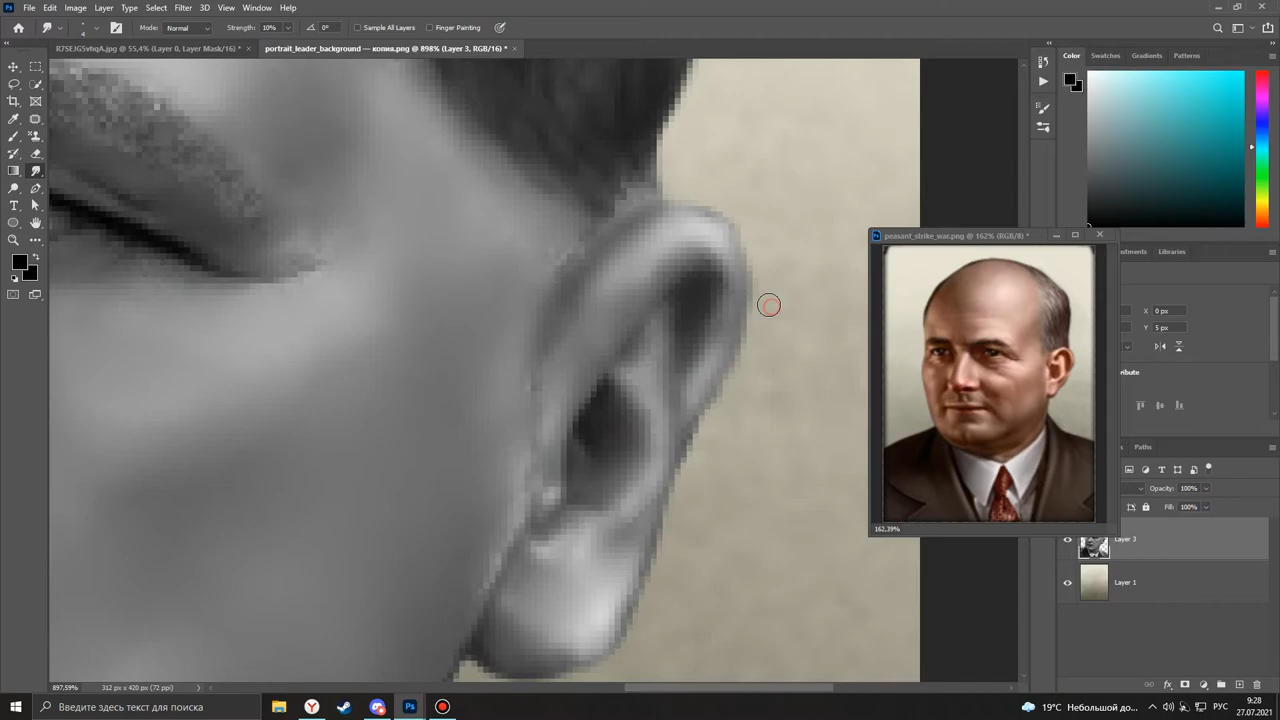 File Edit Image Layer Type Select Filter 3D View Window Help
Mode: Normal Strength: 10% 0° Sample All Layers Finger Painting
R7SEJG5vfiqA.jpg @ 55,4% (Layer 0, Layer Mask/16) * ×
portrait_leader_background — копия.png @ 898% (Layer 3, RGB/16) * ×
Color Swatches Gradients Patterns
peasant_strike_war.png @ 162% (RGB/8) *
162,39%
Libraries
X 0 px
Y 5 px
Paths
Opacity: 100%
Fill: 100%
Layer 3
Layer 1
897,59% 312 px x 420 px (72 ppi)
Введите здесь текст для поиска
19°C Небольшой до...
РУС
9:28
27.07.2021